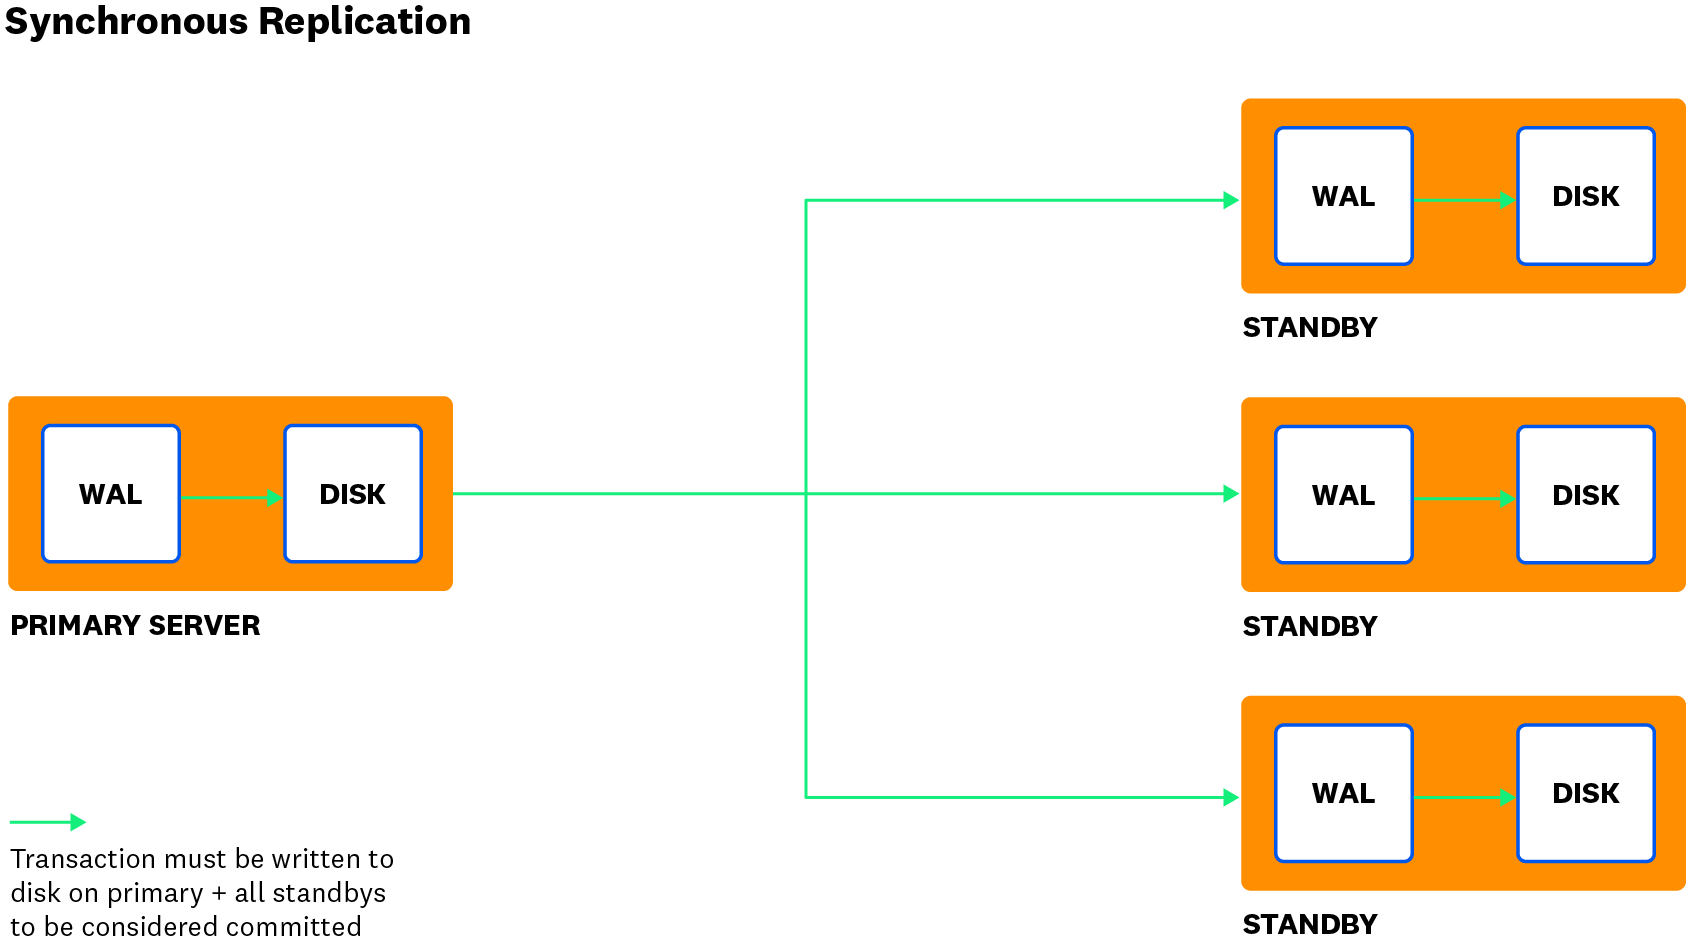 Synchronous Replication
WAL
DISK
STANDBY
WAL
DISK
PRIMARY SERVER
WAL
DISK
STANDBY
WAL
DISK
STANDBY
Transaction must be written to
disk on primary + all standbys
to be considered committed